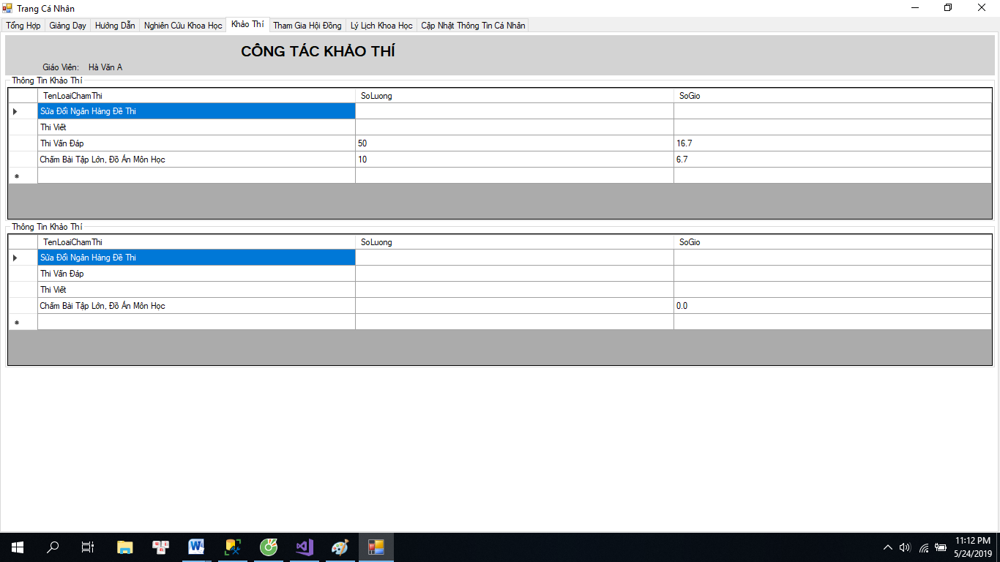 Trang Cá Nhân
Tổng Hợp Giảng Dạy Hướng Dẫn Nghiên Cứu Khoa Học Khảo Thí Tham Gia Hội Đồng Lý Lịch Khoa Học Cập Nhật Thông Tin Cá Nhân
CÔNG TÁC KHẢO THÍ
Giáo Viên: Hà Văn A
Thông Tin Khảo Thí
TenLoaiChamThi SoLuong SoGio
Sửa Đổi Ngân Hàng Đề Thi
Thi Viết
Thi Vấn Đáp 50 16.7
Chấm Bài Tập Lớn, Đồ Án Môn Học 10 6.7
Thông Tin Khảo Thí
TenLoaiChamThi SoLuong SoGio
Sửa Đổi Ngân Hàng Đề Thi
Thi Vấn Đáp
Thi Viết
Chấm Bài Tập Lớn, Đồ Án Môn Học 0.0
11:12 PM
5/24/2019